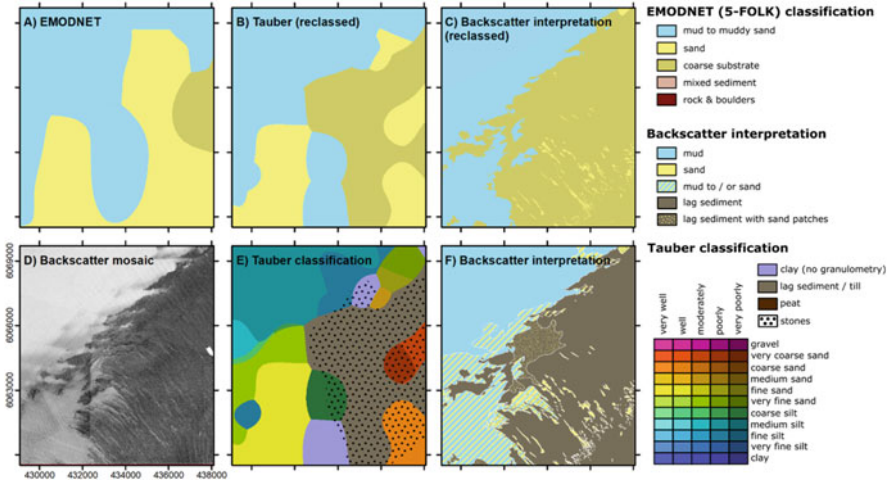 A) EMODNET
B) Tauber (reclassed)
C) Backscatter interpretation
(reclassed)
EMODNET (5-FOLK) classification
mud to muddy sand
sand
coarse substrate
mixed sediment
rock & boulders
Backscatter interpretation
mud
sand
mud to / or sand
lag sediment
lag sediment with sand patches
D) Backscatter mosaic
E) Tauber classification
F) Backscatter interpretation
6069000
6066000
6063000
430000 432000 434000 436000 438000
Tauber classification
clay (no granulometry)
lag sediment / till
peat
stones
very well
well
moderately
poorly
very poorly
gravel
very coarse sand
coarse sand
medium sand
fine sand
very fine sand
coarse silt
medium silt
fine silt
very fine silt
clay